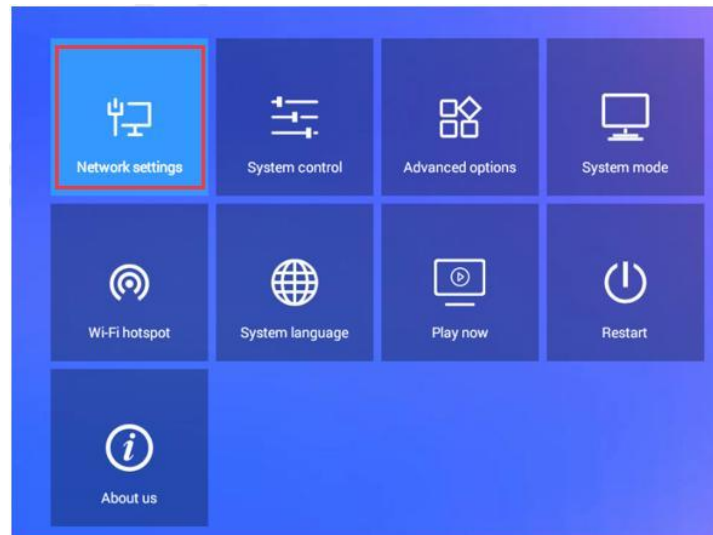 Network settings
System control
Advanced options
System mode
Wi-Fi hotspot
System language
Play now
Restart
i
About us